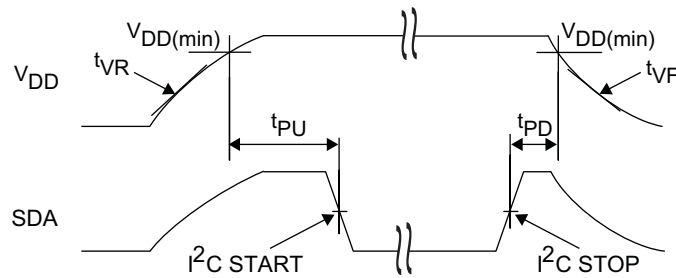 VDD(min)
VDD(min)
tVR
tVF
VDD
tPU
tPD
SDA
I2C START
I2C STOP